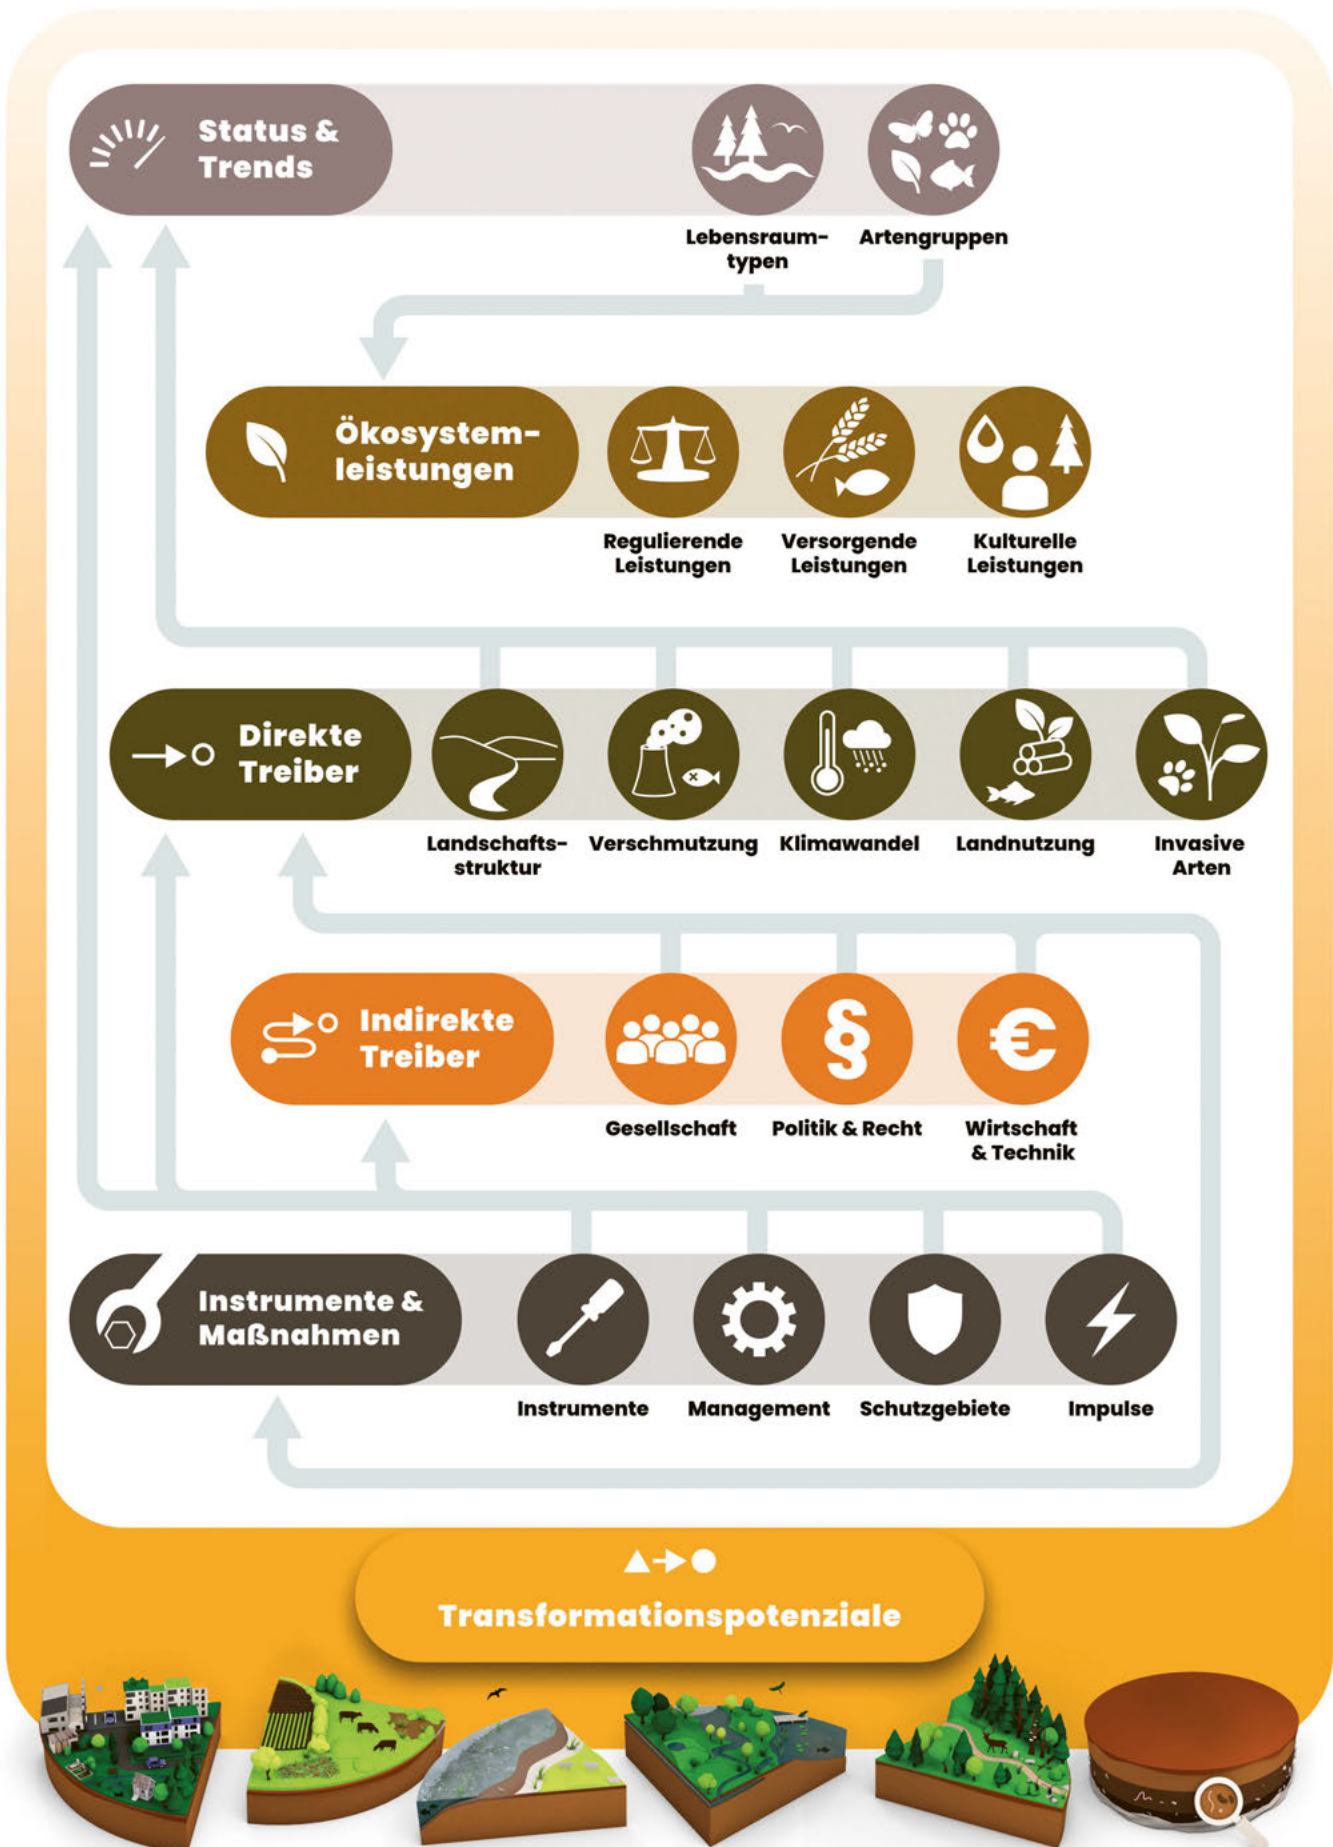 Status &
Trends
Lebensraum-
typen
Artengruppen
Ökosystem-
leistungen
Regulierende
Leistungen
Versorgende
Leistungen
Kulturelle
Leistungen
Direkte
Treiber
Landschafts-
struktur
Verschmutzung
Klimawandel
Landnutzung
Invasive
Arten
Indirekte
Treiber
§
€
Gesellschaft
Politik & Recht
Wirtschaft
& Technik
Instrumente &
Maßnahmen
Instrumente
Management
Schutzgebiete
Impulse
Transformationspotenziale